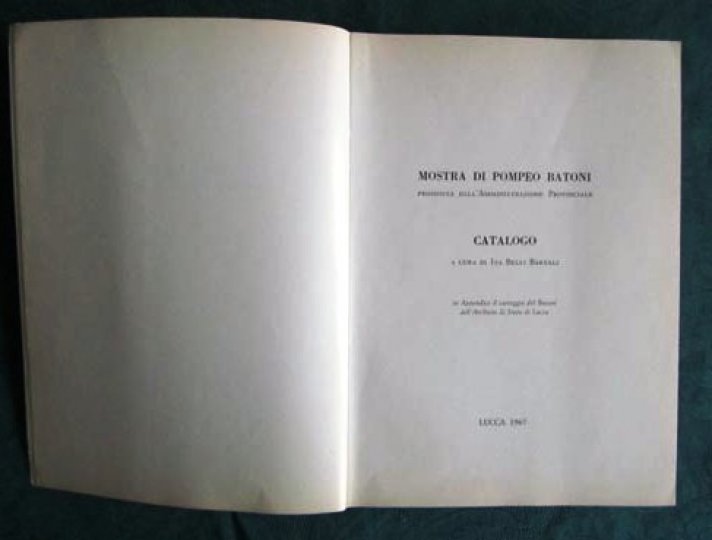 MOSTRA DI POMPEO BATONI
PROMOSSA DALL'AMMINISTRAZIONE PROVINCIALE
CATALOGO
A CURA DI ISA BELLI BARSALI
in Appendice il carteggio del Batoni
dell'Archivio di Stato di Lucca
LUCCA 1967